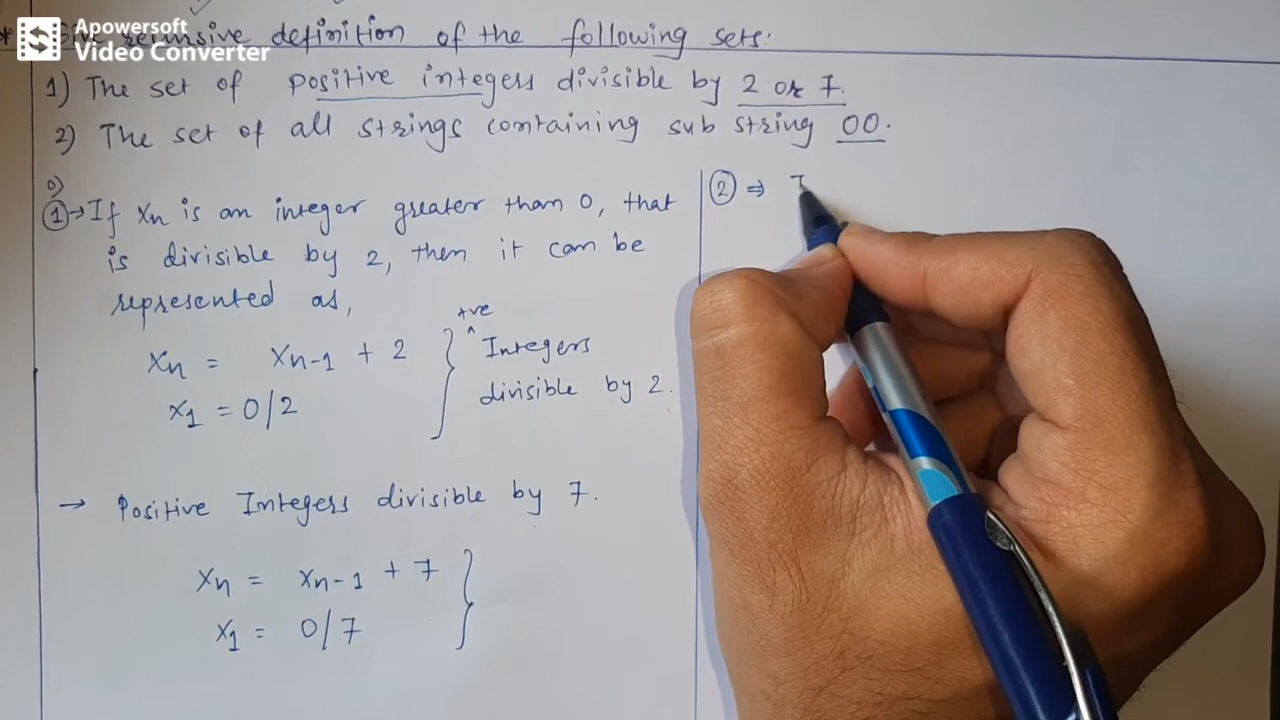 Apowersoft
Video Converter
* recursive definition of the following sets:
1) The set of positive integers divisible by 2 or 7.
2) The set of all strings containing sub string 00.
0)
① → If Xn is an integer greater than 0, that
is divisible by 2, then it can be
represented as,
Xn = Xn-1 + 2
X1 = 0/2
+ve
^ Integers
divisible by 2.
→ Positive Integers divisible by 7.
Xn = Xn-1 + 7
X1 = 0/7
② ⇒